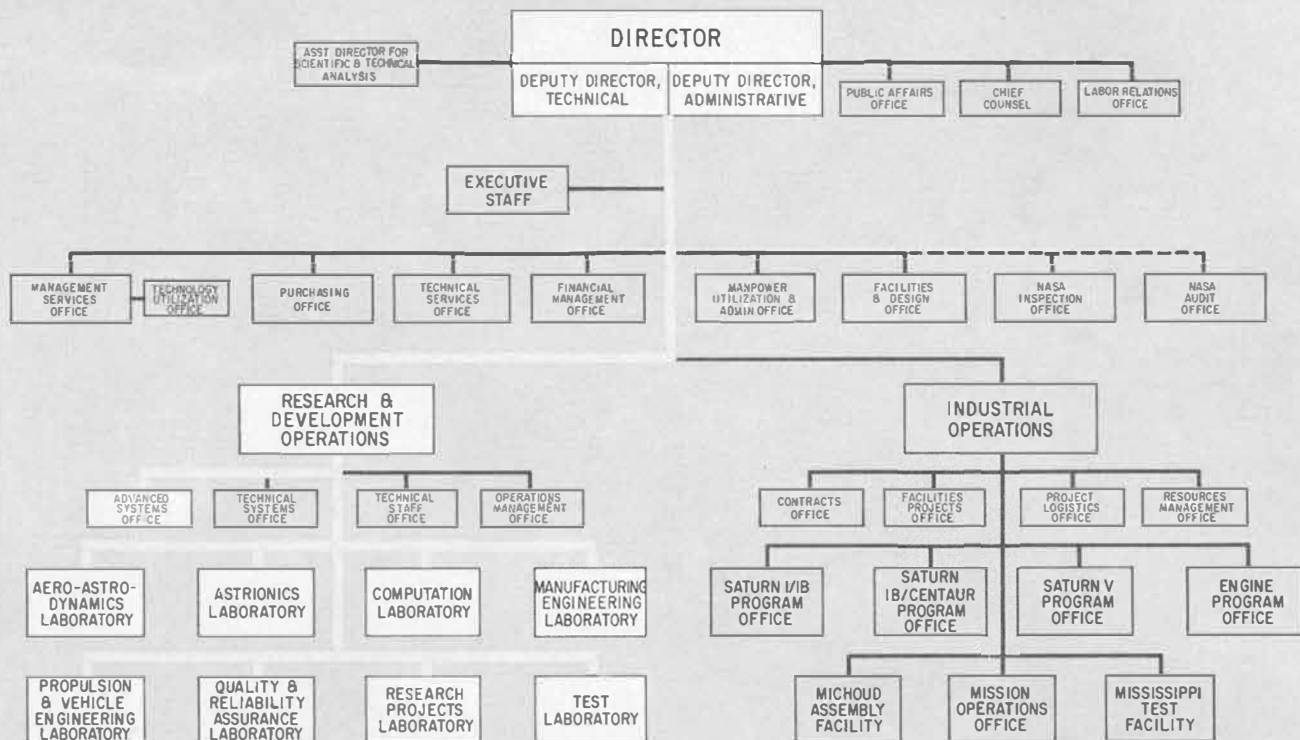 DIRECTOR
ASST. DIRECTOR FOR
SCIENTIFIC & TECHNICAL
ANALYSIS
DEPUTY DIRECTOR,
TECHNICAL
DEPUTY DIRECTOR,
ADMINISTRATIVE
PUBLIC AFFAIRS
OFFICE
CHIEF
COUNSEL
LABOR RELATIONS
OFFICE
EXECUTIVE
STAFF
MANAGEMENT
SERVICES
OFFICE
TECHNOLOGY
UTILIZATION
OFFICE
PURCHASING
OFFICE
TECHNICAL
SERVICES
OFFICE
FINANCIAL
MANAGEMENT
OFFICE
MANPOWER
UTILIZATION &
ADMIN OFFICE
FACILITIES
& DESIGN
OFFICE
NASA
INSPECTION
OFFICE
NASA
AUDIT
OFFICE
RESEARCH &
DEVELOPMENT
OPERATIONS
INDUSTRIAL
OPERATIONS
ADVANCED
SYSTEMS
OFFICE
TECHNICAL
SYSTEMS
OFFICE
TECHNICAL
STAFF
OFFICE
OPERATIONS
MANAGEMENT
OFFICE
CONTRACTS
OFFICE
FACILITIES
PROJECTS
OFFICE
PROJECT
LOGISTICS
OFFICE
RESOURCES
MANAGEMENT
OFFICE
AERO-ASTRO-
DYNAMICS
LABORATORY
ASTRIONICS
LABORATORY
COMPUTATION
LABORATORY
MANUFACTURING
ENGINEERING
LABORATORY
SATURN I/IB
PROGRAM
OFFICE
SATURN
IB/CENTAUR
PROGRAM
OFFICE
SATURN V
PROGRAM
OFFICE
ENGINE
PROGRAM
OFFICE
PROPULSION
& VEHICLE
ENGINEERING
LABORATORY
QUALITY &
RELIABILITY
ASSURANCE
LABORATORY
RESEARCH
PROJECTS
LABORATORY
TEST
LABORATORY
MICHOUD
ASSEMBLY
FACILITY
MISSION
OPERATIONS
OFFICE
MISSISSIPPI
TEST
FACILITY